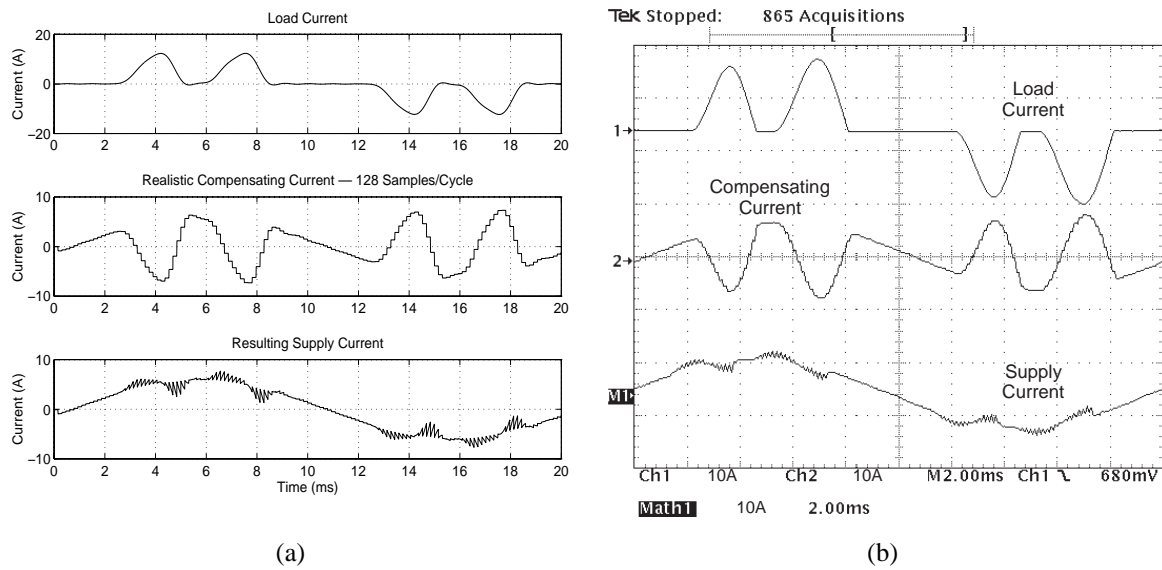 Load Current
Current (A)
20
0
−20
0 2 4 6 8 10 12 14 16 18 20
Realistic Compensating Current — 128 Samples/Cycle
Current (A)
10
0
−10
0 2 4 6 8 10 12 14 16 18 20
Resulting Supply Current
Current (A)
10
0
−10
0 2 4 6 8 10 12 14 16 18 20
Time (ms)
(a)
Tek Stopped: 865 Acquisitions
[ ]
Load
Current
1
Compensating
Current
2
Supply
Current
M1
Ch1 10A Ch2 10A M2.00ms Ch1 680mV
Math1 10A 2.00ms
(b)